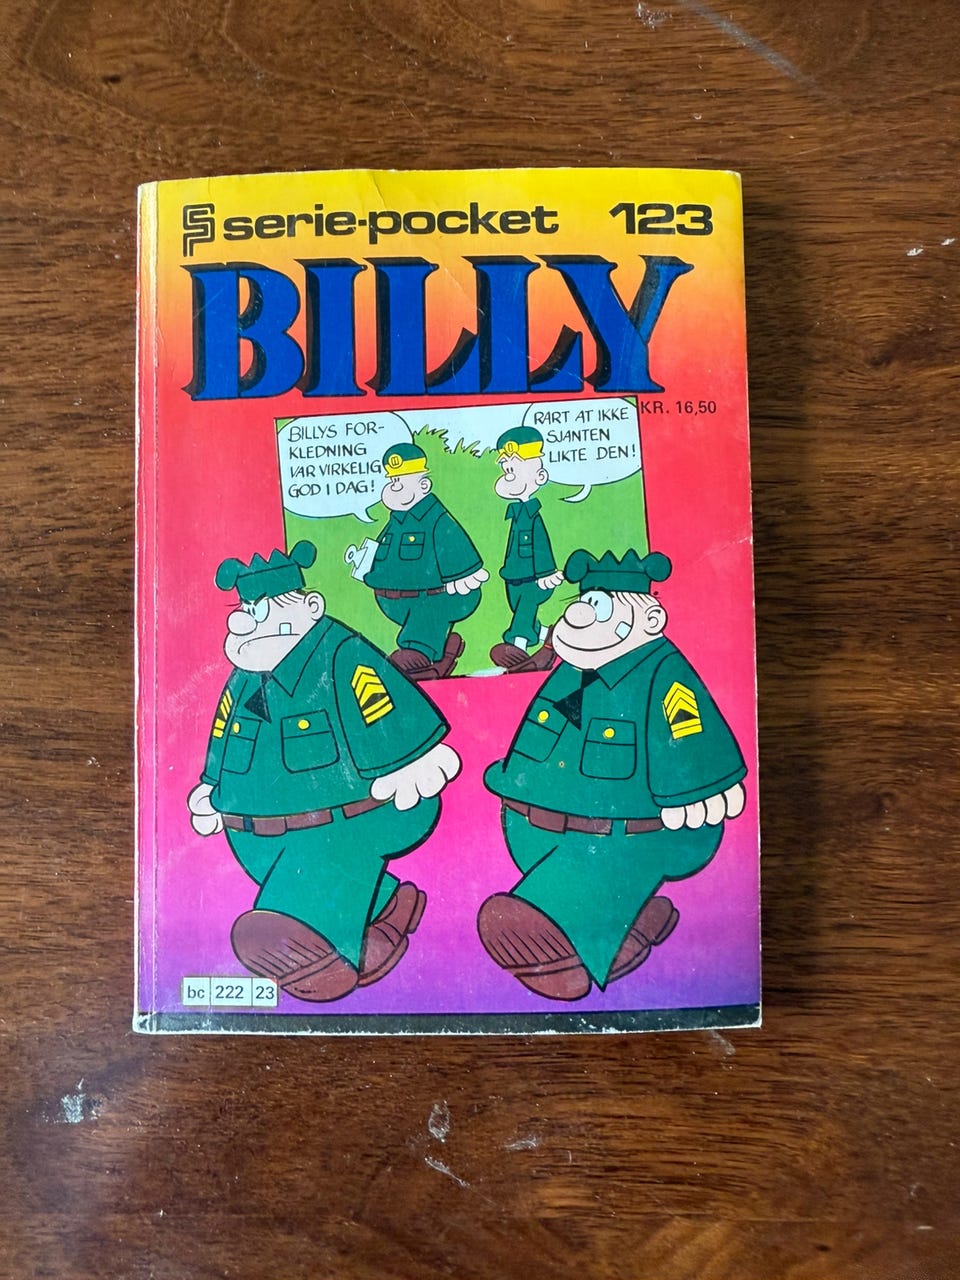 serie-pocket 123
BILLY
KR. 16,50
BILLYS FOR-
KLEDNING
VAR VIRKELIG
GOD I DAG!
RART AT IKKE
SJANTEN
LIKTE DEN!
bc 222 23